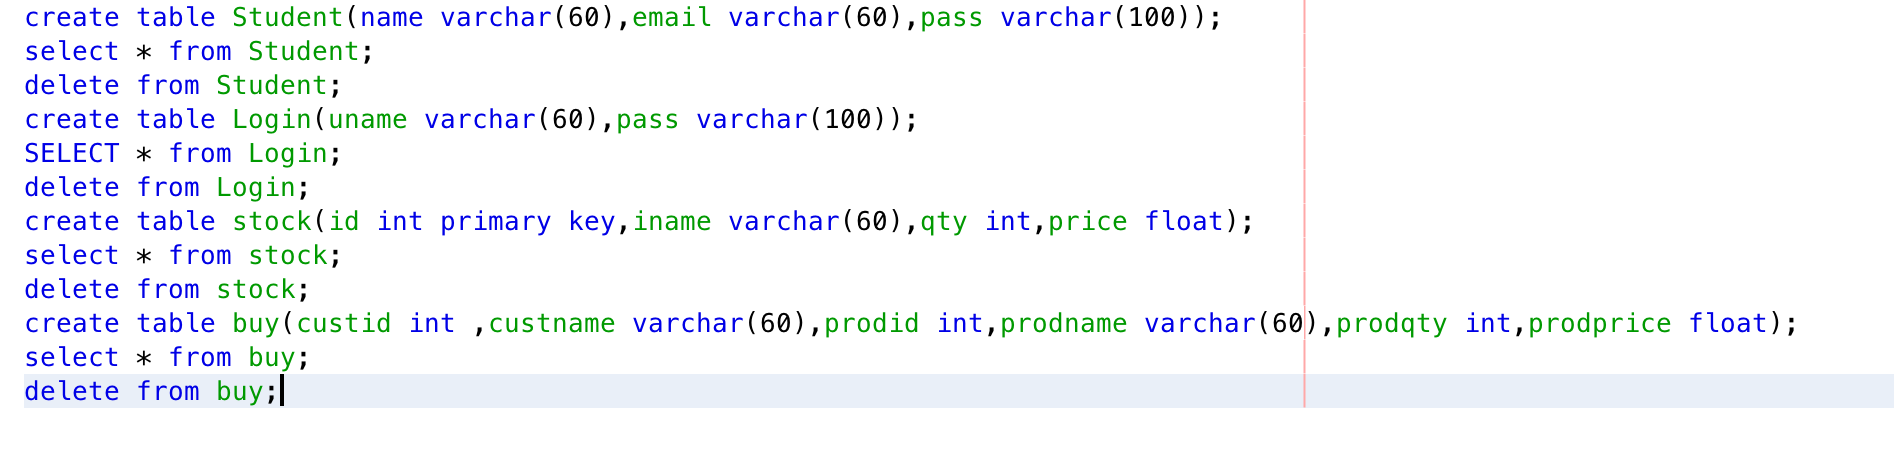 create table Student(name varchar(60),email varchar(60),pass varchar(100));
select * from Student;
delete from Student;
create table Login(uname varchar(60),pass varchar(100));
SELECT * from Login;
delete from Login;
create table stock(id int primary key,iname varchar(60),qty int,price float);
select * from stock;
delete from stock;
create table buy(custid int ,custname varchar(60),prodid int,prodname varchar(60),prodqty int,prodprice float);
select * from buy;
delete from buy;